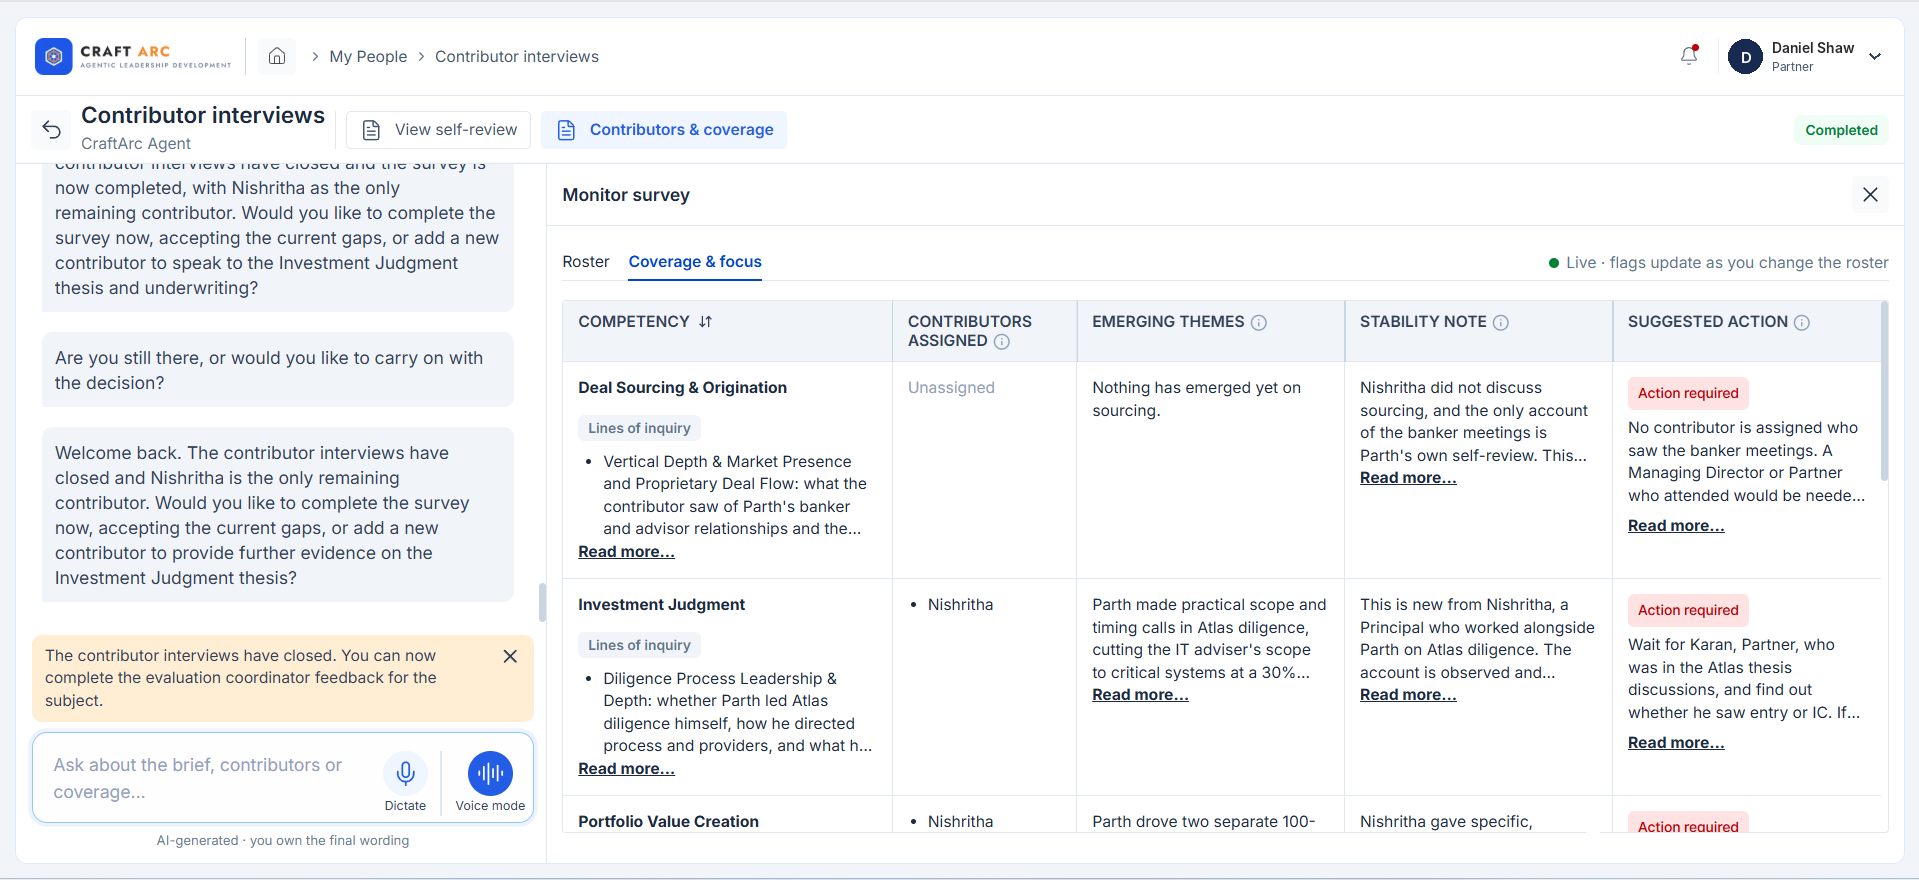 CRAFT ARC
AGENTIC LEADERSHIP DEVELOPMENT
My People
Contributor interviews
D
Daniel Shaw
Partner
Contributor interviews
CraftArc Agent
View self-review
Contributors & coverage
Completed
contributor interviews have closed and the survey is
now completed, with Nishritha as the only
remaining contributor. Would you like to complete the
survey now, accepting the current gaps, or add a new
contributor to speak to the Investment Judgment
thesis and underwriting?
Are you still there, or would you like to carry on with
the decision?
Welcome back. The contributor interviews have
closed and Nishritha is the only remaining
contributor. Would you like to complete the survey
now, accepting the current gaps, or add a new
contributor to provide further evidence on the
Investment Judgment thesis?
The contributor interviews have closed. You can now
complete the evaluation coordinator feedback for the
subject.
Ask about the brief, contributors or
coverage...
Dictate
Voice mode
AI-generated · you own the final wording
Monitor survey
Roster
Coverage & focus
Live · flags update as you change the roster
COMPETENCY
CONTRIBUTORS
ASSIGNED
EMERGING THEMES
STABILITY NOTE
SUGGESTED ACTION
Deal Sourcing & Origination
Lines of inquiry
• Vertical Depth & Market Presence
and Proprietary Deal Flow: what the
contributor saw of Parth's banker
and advisor relationships and the...
Read more...
Unassigned
Nothing has emerged yet on
sourcing.
Nishritha did not discuss
sourcing, and the only account
of the banker meetings is
Parth's own self-review. This...
Read more...
Action required
No contributor is assigned who
saw the banker meetings. A
Managing Director or Partner
who attended would be neede...
Read more...
Investment Judgment
Lines of inquiry
• Diligence Process Leadership &
Depth: whether Parth led Atlas
diligence himself, how he directed
process and providers, and what h...
Read more...
• Nishritha
Parth made practical scope and
timing calls in Atlas diligence,
cutting the IT adviser's scope
to critical systems at a 30%...
Read more...
This is new from Nishritha, a
Principal who worked alongside
Parth on Atlas diligence. The
account is observed and...
Read more...
Action required
Wait for Karan, Partner, who
was in the Atlas thesis
discussions, and find out
whether he saw entry or IC. If...
Read more...
Portfolio Value Creation
• Nishritha
Parth drove two separate 100-
Nishritha gave specific,
Action required